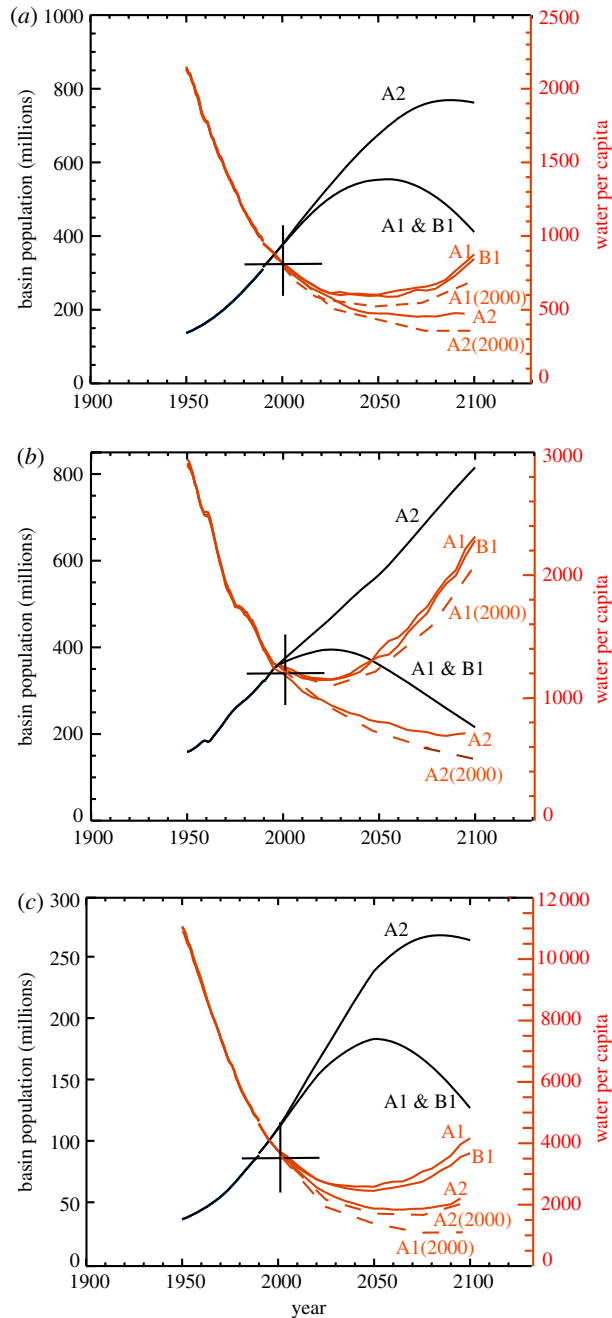 (a)
1000
800
600
400
200
0
basin population (millions)
A2
A1 & B1
A1
B1
A1(2000)
A2
A2(2000)
2500
2000
1500
1000
500
0
water per capita
1900
1950
2000
2050
2100
(b)
800
600
400
200
0
basin population (millions)
A2
A1
B1
A1(2000)
A1 & B1
A2
A2(2000)
3000
2000
1000
0
water per capita
1900
1950
2000
2050
2100
(c)
300
250
200
150
100
50
0
basin population (millions)
A2
A1 & B1
A1
B1
A2
A2(2000)
A1(2000)
12 000
10 000
8000
6000
4000
2000
0
water per capita
1900
1950
2000
2050
2100
year